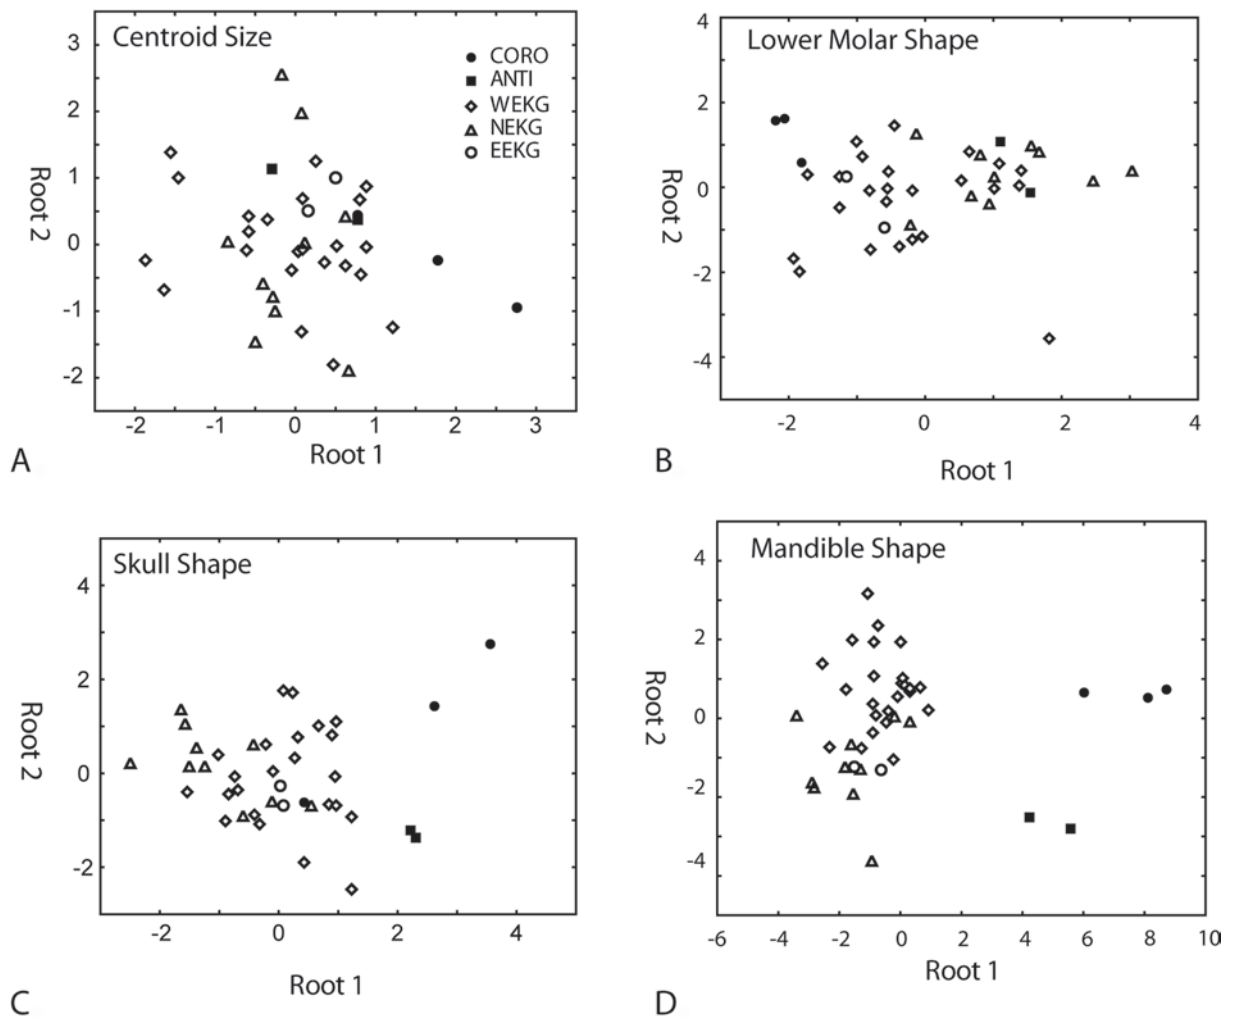 Centroid Size
CORO
ANTI
WEKG
NEKG
EEKG
3
2
1
0
-1
-2
Root 2
-2 -1 0 1 2 3
Root 1
A
Lower Molar Shape
4
2
0
-2
-4
Root 2
-2 0 2 4
Root 1
B
Skull Shape
4
2
0
-2
Root 2
-2 0 2 4
Root 1
C
Mandible Shape
4
2
0
-2
-4
Root 2
-6 -4 -2 0 2 4 6 8 10
Root 1
D